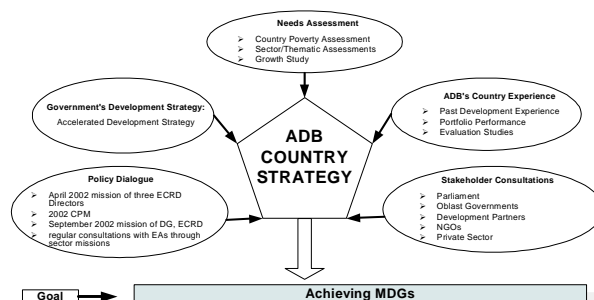 Needs Assessment
Country Poverty Assessment
Sector/Thematic Assessments
Growth Study
Government's Development Strategy:
Accelerated Development Strategy
ADB's Country Experience
Past Development Experience
Portfolio Performance
Evaluation Studies
ADB
COUNTRY
STRATEGY
Policy Dialogue
April 2002 mission of three ECRD
Directors
2002 CPM
September 2002 mission of DG, ECRD
regular consultations with EAs through
sector missions
Stakeholder Consultations
Parliament
Oblast Governments
Development Partners
NGOs
Private Sector
Goal
Achieving MDGs